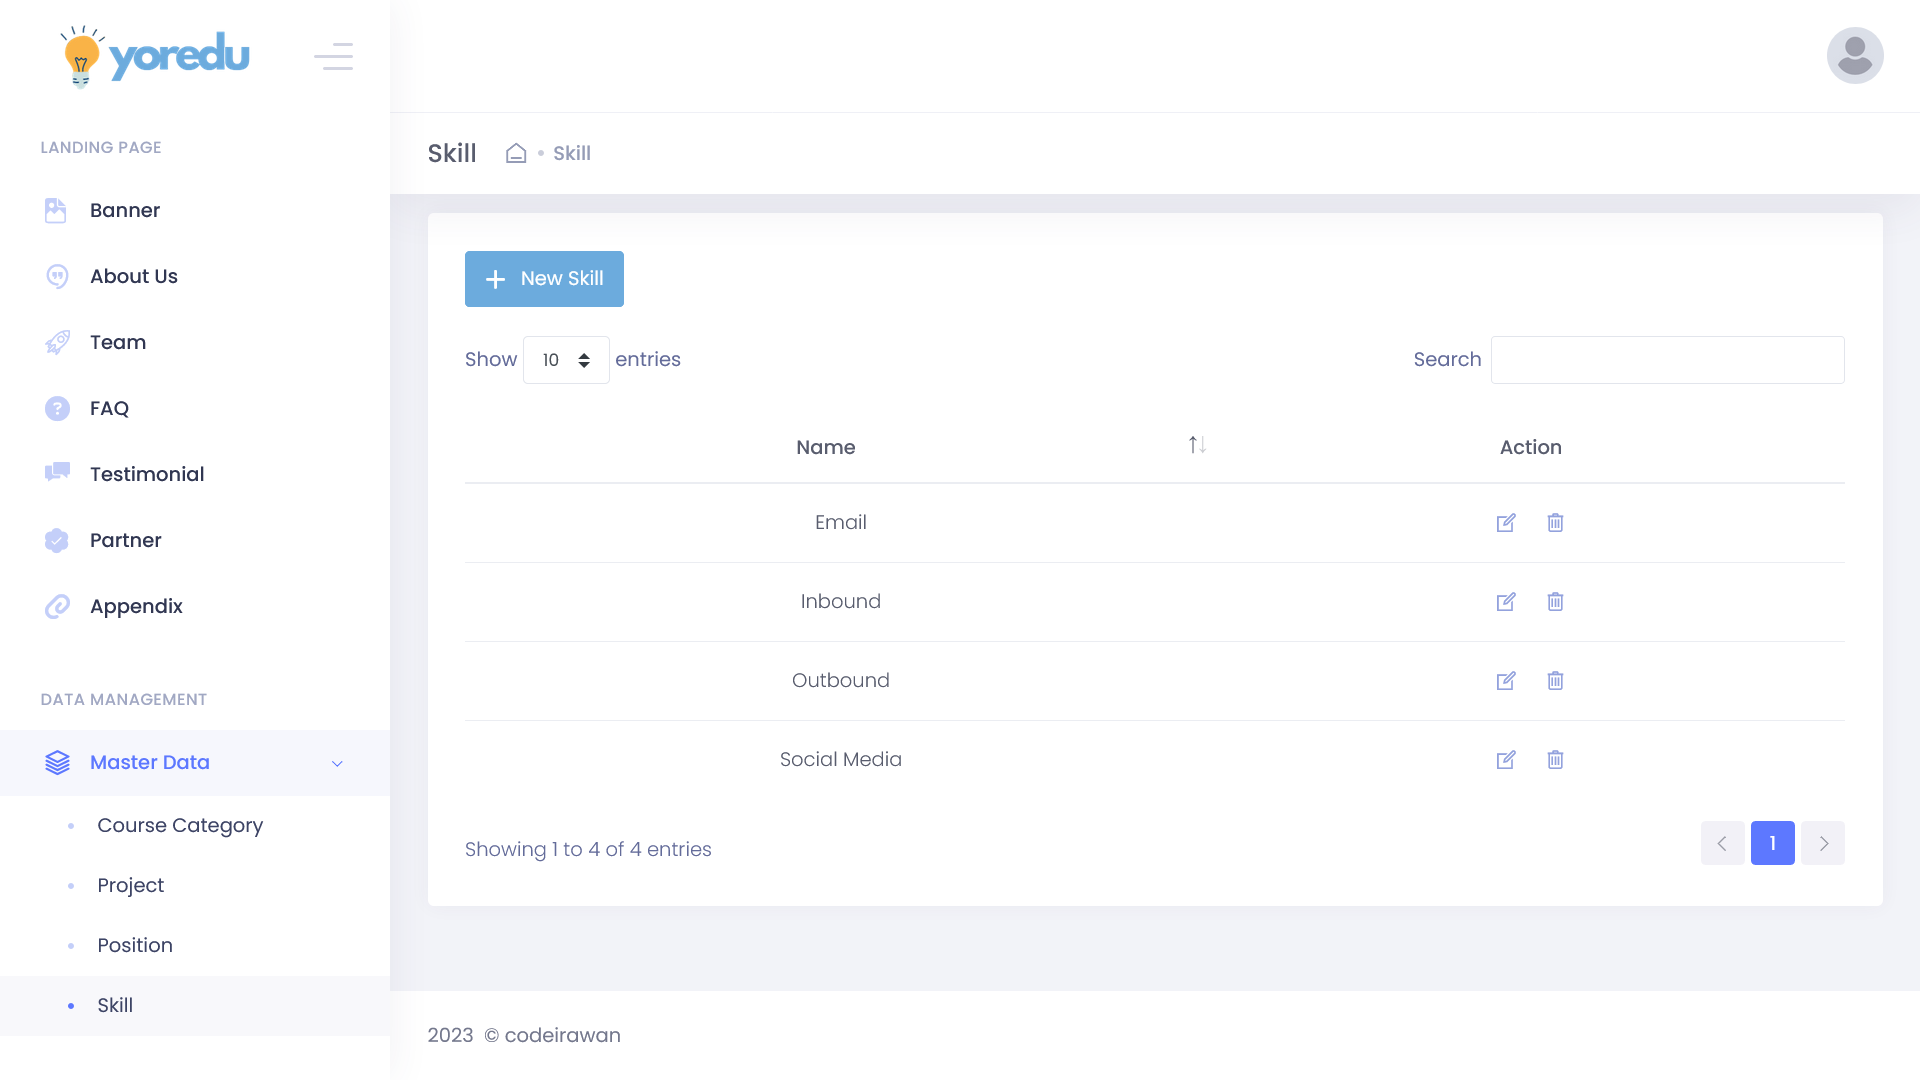 yoredu
LANDING PAGE
Banner
About Us
Team
FAQ
Testimonial
Partner
Appendix
DATA MANAGEMENT
Master Data
Course Category
Project
Position
Skill
Skill Skill
New Skill
Show 10 entries Search
Name Action
Email
Inbound
Outbound
Social Media
Showing 1 to 4 of 4 entries 1
2023 © codeirawan